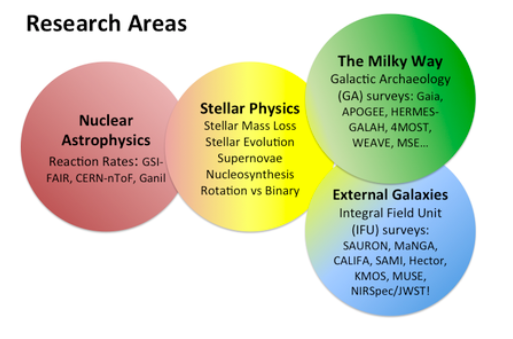 Research Areas
Nuclear
Astrophysics
Reaction Rates: GSI-
FAIR, CERN-nToF, Ganil
Stellar Physics
Stellar Mass Loss
Stellar Evolution
Supernovae
Nucleosynthesis
Rotation vs Binary
The Milky Way
Galactic Archaeology
(GA) surveys: Gaia,
APOGEE, HERMES-
GALAH, 4MOST,
WEAVE, MSE...
External Galaxies
Integral Field Unit
(IFU) surveys:
SAURON, MaNGA,
CALIFA, SAMI, Hector,
KMOS, MUSE,
NIRSpec/JWST!